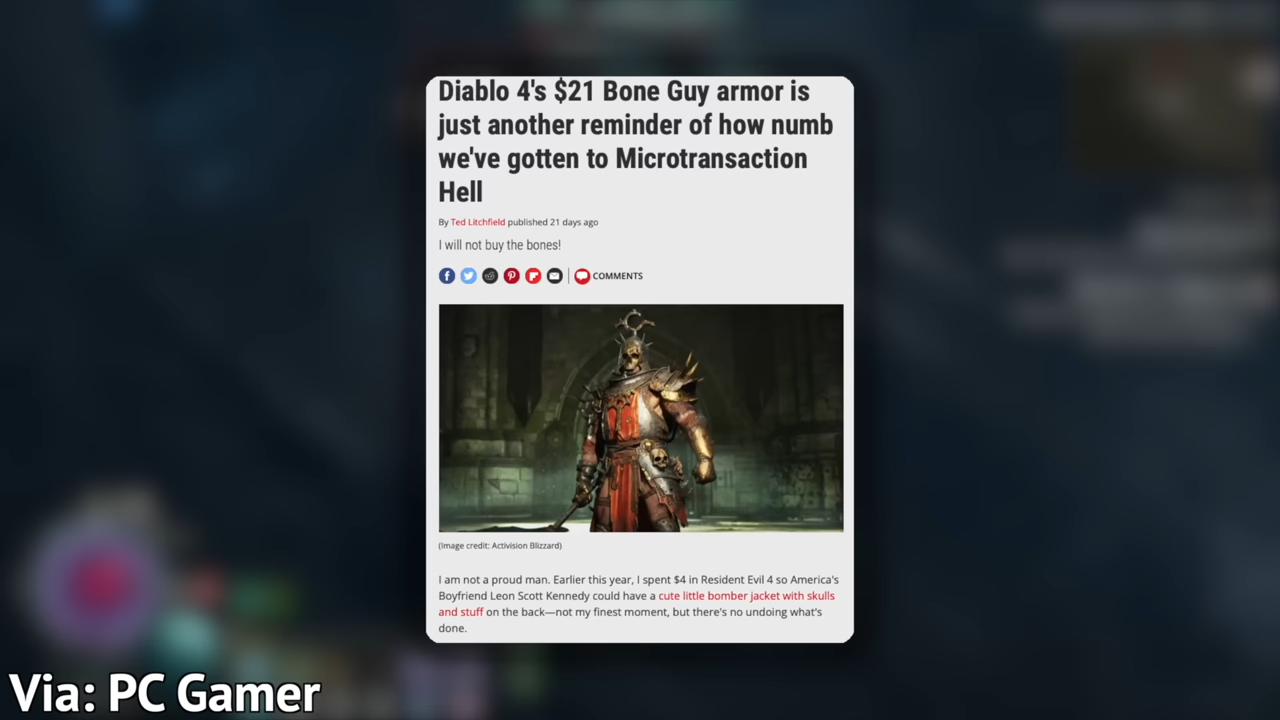 Diablo 4's $21 Bone Guy armor is
just another reminder of how numb
we've gotten to Microtransaction
Hell
By Ted Litchfield published 21 days ago
I will not buy the bones!
COMMENTS
(Image credit: Activision Blizzard)
I am not a proud man. Earlier this year, I spent $4 in Resident Evil 4 so America's
Boyfriend Leon Scott Kennedy could have a cute little bomber jacket with skulls
and stuff on the back—not my finest moment, but there's no undoing what's
done.
Via: PC Gamer